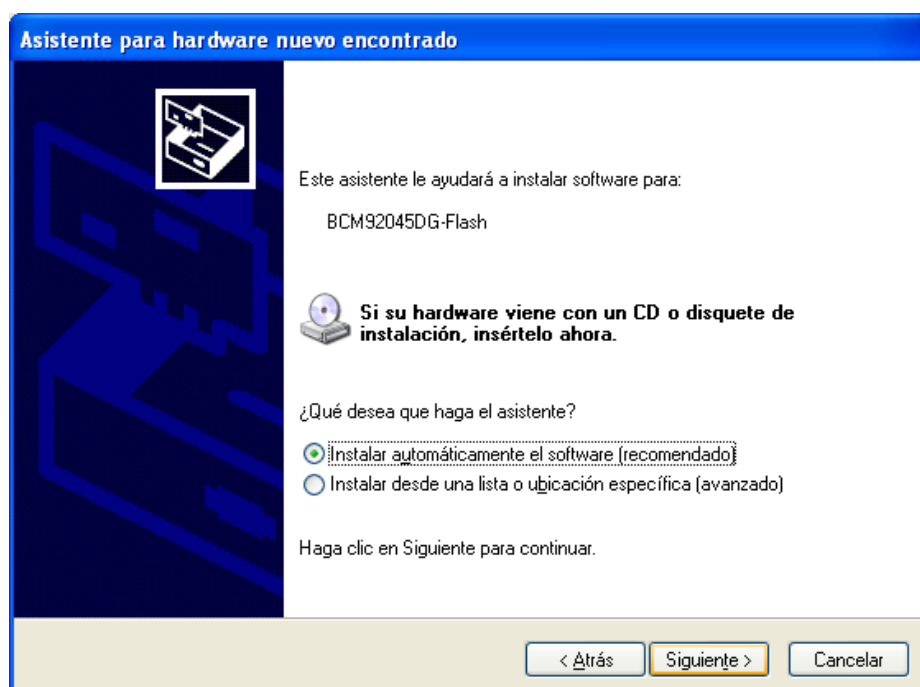 Asistente para hardware nuevo encontrado
Este asistente le ayudará a instalar software para:
BCM92045DG-Flash
Si su hardware viene con un CD o disquete de
instalación, insértelo ahora.
¿Qué desea que haga el asistente?
Instalar automáticamente el software (recomendado)
Instalar desde una lista o ubicación específica (avanzado)
Haga clic en Siguiente para continuar.
< Atrás
Siguiente >
Cancelar